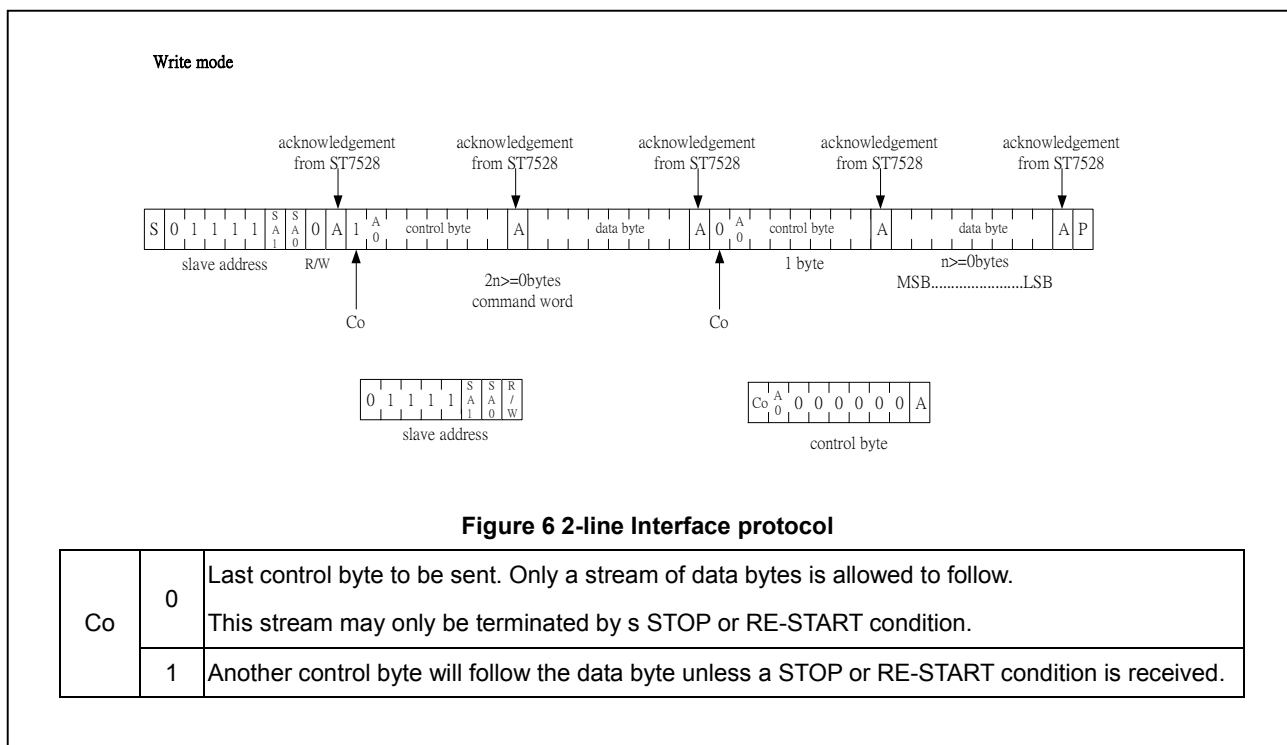 Write mode
acknowledgement from ST7528
acknowledgement from ST7528
acknowledgement from ST7528
acknowledgement from ST7528
acknowledgement from ST7528
S 0 1 1 1 1 SA1 SA0 0 A 1 A0 control byte A data byte A 0 A0 control byte A data byte A P
slave address R/W
2n>=0bytes
command word
1 byte
n>=0bytes
MSB.......................LSB
Co
Co
0 1 1 1 1 SA1 SA0 R/W
slave address
Co A0 0 0 0 0 0 0 A
control byte
Figure 6 2-line Interface protocol
Co
0
Last control byte to be sent. Only a stream of data bytes is allowed to follow.
This stream may only be terminated by s STOP or RE-START condition.
1
Another control byte will follow the data byte unless a STOP or RE-START condition is received.